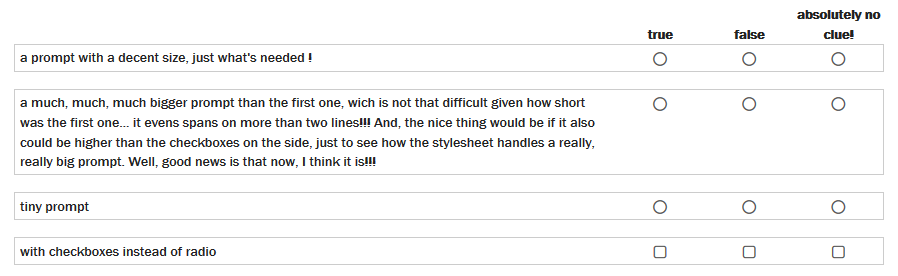 absolutely no
true false clue!
a prompt with a decent size, just what's needed !
a much, much, much bigger prompt than the first one, wich is not that difficult given how short
was the first one... it evens spans on more than two lines!!! And, the nice thing would be if it also
could be higher than the checkboxes on the side, just to see how the stylesheet handles a really,
really big prompt. Well, good news is that now, I think it is!!!
tiny prompt
with checkboxes instead of radio